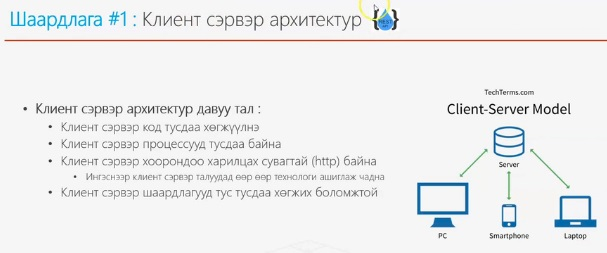 Шаардлага #1 : Клиент сэрвэр архитектур {REST}
• Клиент сэрвэр архитектур давуу тал :
• Клиент сэрвэр код тусдаа хөгжүүлнэ
• Клиент сэрвэр процессууд тусдаа байна
• Клиент сэрвэр хоорондоо харилцах сувагтай (http) байна
• Ингэснээр клиент сэрвэр талуудад өөр өөр технологи ашиглаж чадна
• Клиент сэрвэр шаардлагууд тус тусдаа хөгжих боломжтой
TechTerms.com
Client-Server Model
Server
PC
Smartphone
Laptop